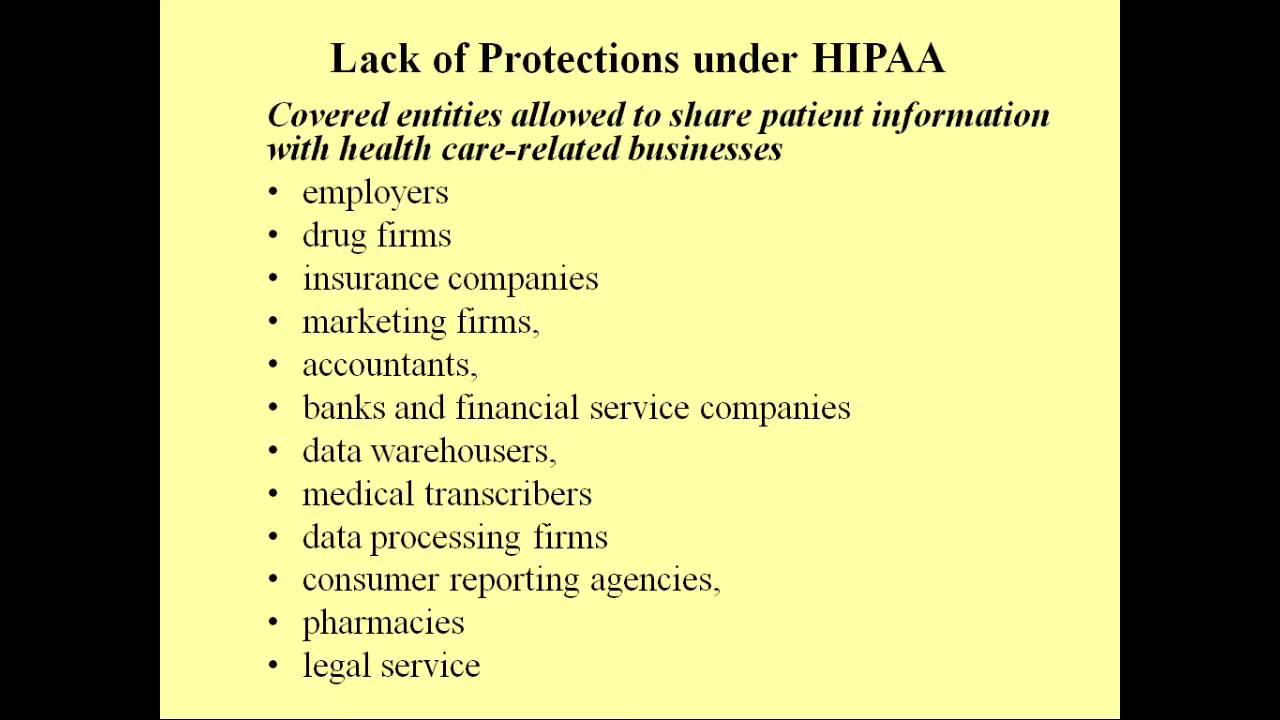 Lack of Protections under HIPAA
Covered entities allowed to share patient information
with health care-related businesses
• employers
• drug firms
• insurance companies
• marketing firms,
• accountants,
• banks and financial service companies
• data warehousers,
• medical transcribers
• data processing firms
• consumer reporting agencies,
• pharmacies
• legal service